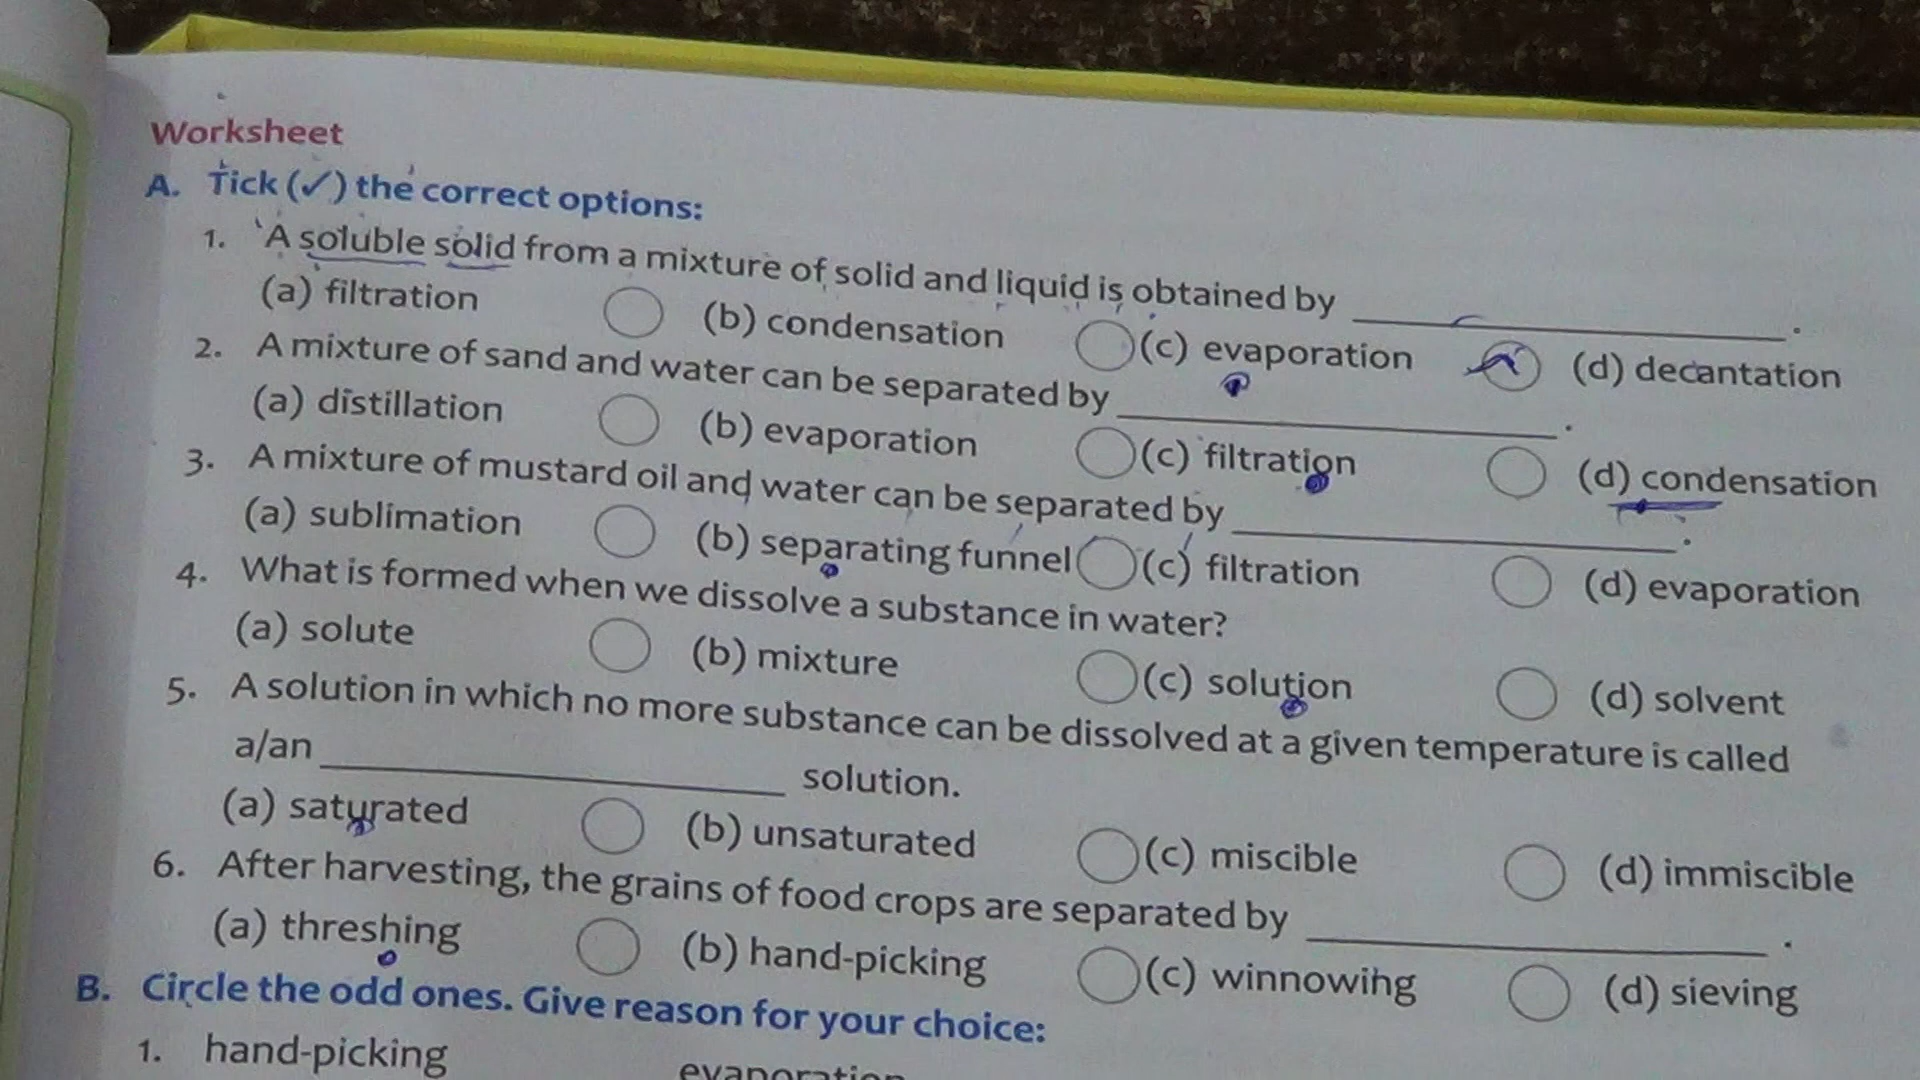 Worksheet
A. Tick (✓) the correct options:
1. A soluble solid from a mixture of solid and liquid is obtained by ____________.
(a) filtration (b) condensation (c) evaporation (d) decantation
2. A mixture of sand and water can be separated by ____________.
(a) distillation (b) evaporation (c) filtration (d) condensation
3. A mixture of mustard oil and water can be separated by ____________.
(a) sublimation (b) separating funnel (c) filtration (d) evaporation
4. What is formed when we dissolve a substance in water?
(a) solute (b) mixture (c) solution (d) solvent
5. A solution in which no more substance can be dissolved at a given temperature is called
a/an ____________ solution.
(a) saturated (b) unsaturated (c) miscible (d) immiscible
6. After harvesting, the grains of food crops are separated by ____________.
(a) threshing (b) hand-picking (c) winnowing (d) sieving
B. Circle the odd ones. Give reason for your choice:
1. hand-picking evaporation